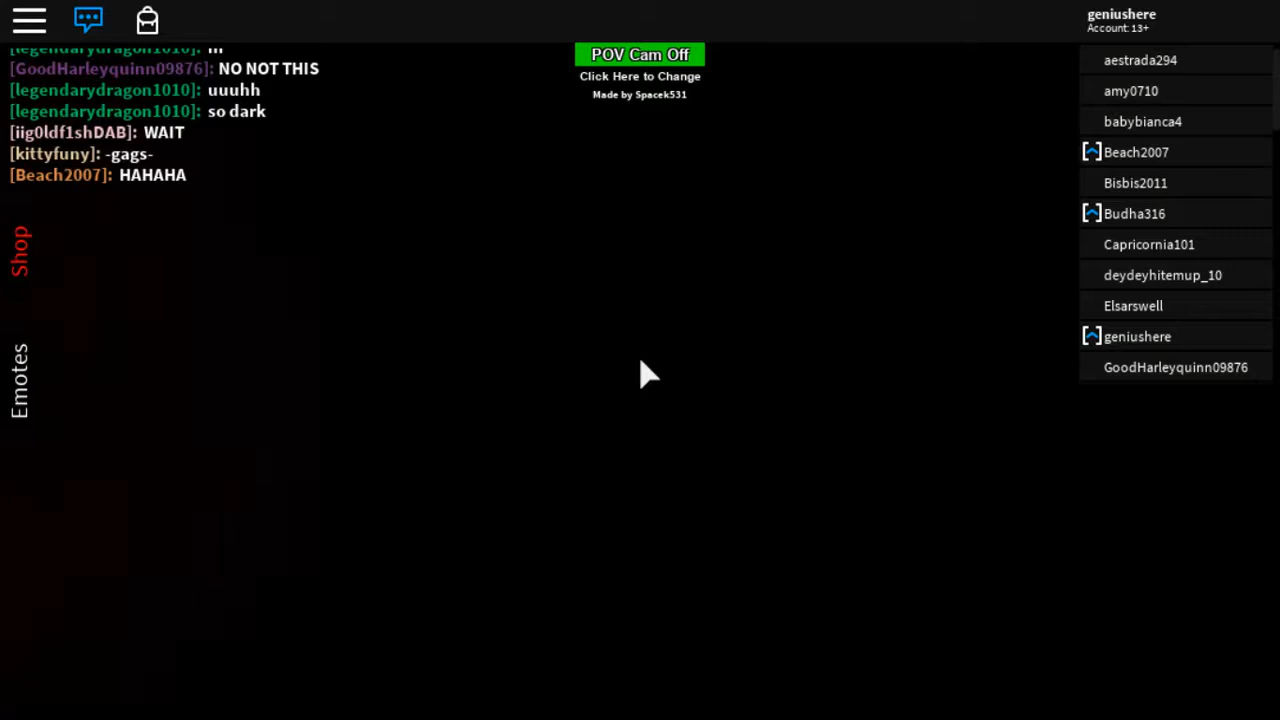 geniushere
Account: 13+
[legendarydragon1010]: hi
[GoodHarleyquinn09876]: NO NOT THIS
[legendarydragon1010]: uuuhh
[legendarydragon1010]: so dark
[iig0ldf1shDAB]: WAIT
[kittyfuny]: -gags-
[Beach2007]: HAHAHA
POV Cam Off
Click Here to Change
Made by Spacek531
Shop
Emotes
aestrada294
amy0710
babybianca4
Beach2007
Bisbis2011
Budha316
Capricornia101
deydeyhitemup_10
Elsarswell
geniushere
GoodHarleyquinn09876